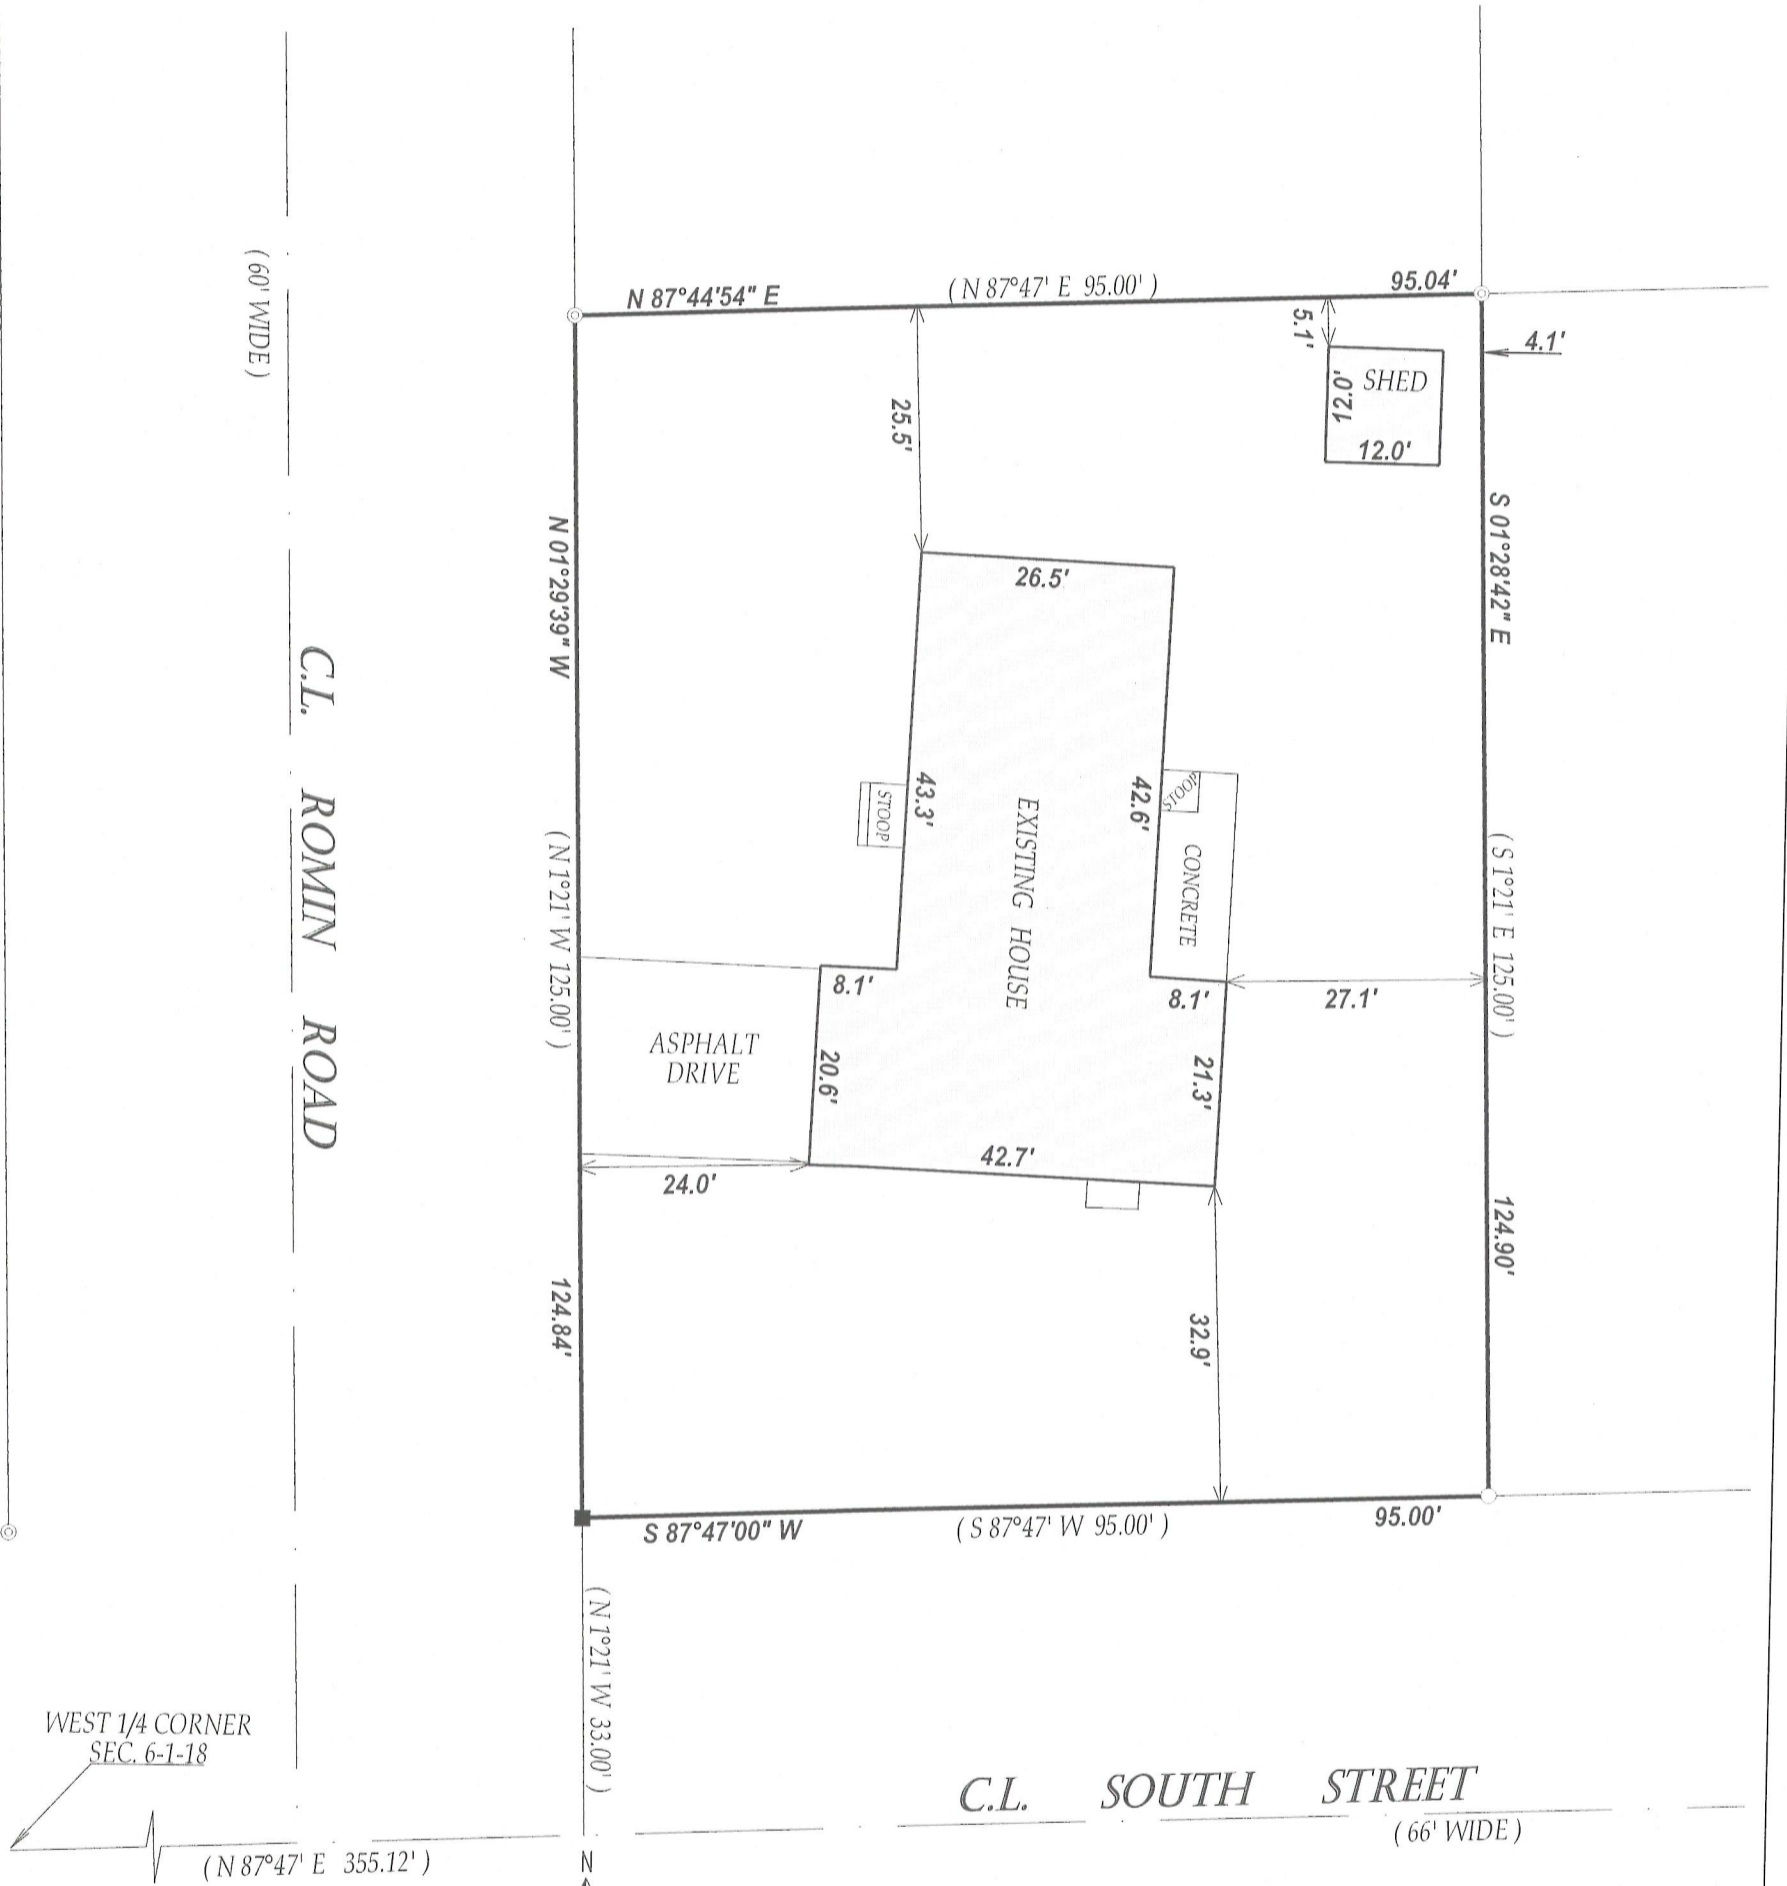 N 87°44'54" E
( N 87°47' E 95.00' )
95.04'
( 60' WIDE )
5.1'
4.1'
SHED
12.0'
12.0'
25.5'
N 01°29'39" W
S 01°28'42" E
26.5'
C.L. ROMIN ROAD
43.3'
STOOP
EXISTING HOUSE
42.6'
STOOP
CONCRETE
( N 1°21' W 125.00' )
( S 1°21' E 125.00' )
8.1'
8.1'
27.1'
ASPHALT
DRIVE
20.6'
21.3'
42.7'
24.0'
124.84'
32.9'
124.90'
S 87°47'00" W
( S 87°47' W 95.00' )
95.00'
( N 1°21' W 33.00' )
WEST 1/4 CORNER
SEC. 6-1-18
C.L. SOUTH STREET
( 66' WIDE )
( N 87°47' E 355.12' )
N